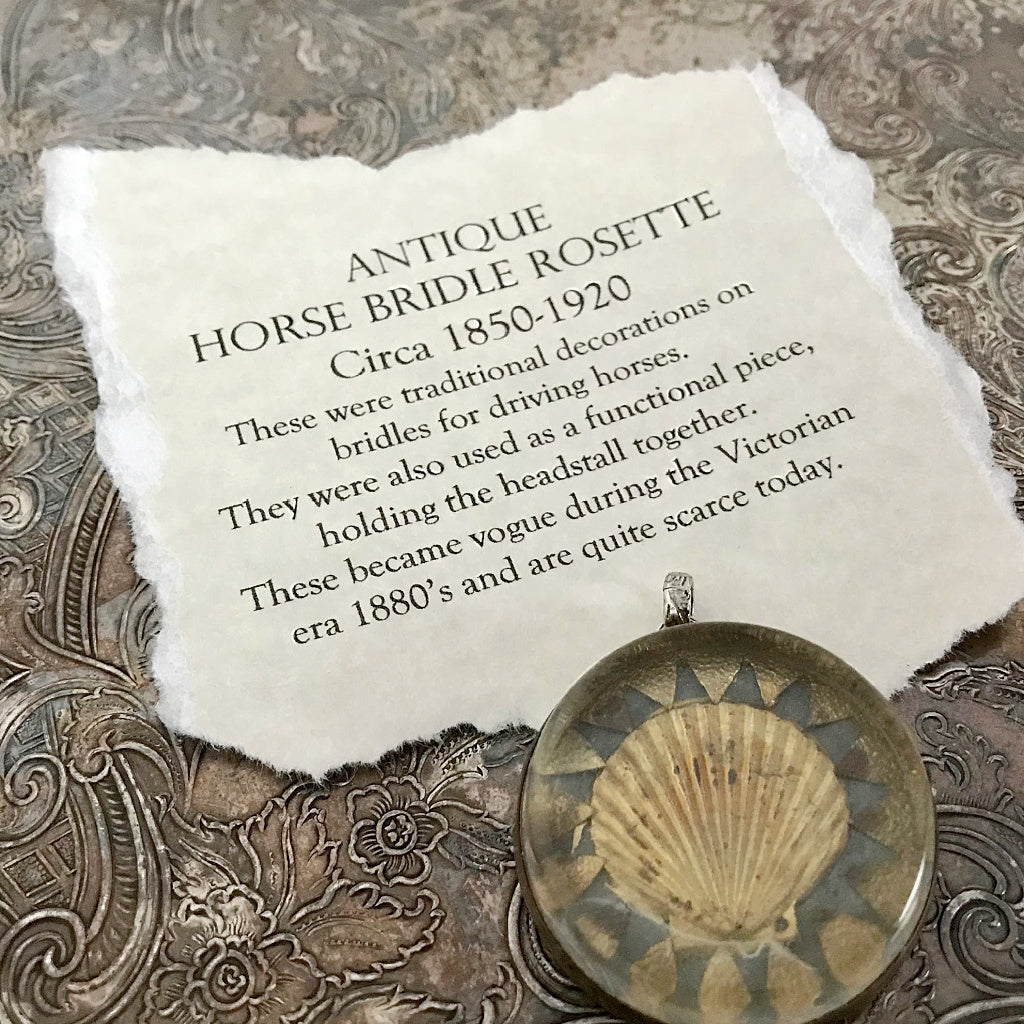 ANTIQUE
HORSE BRIDLE ROSETTE
Circa 1850-1920
These were traditional decorations on
bridles for driving horses.
They were also used as a functional piece,
holding the headstall together.
These became vogue during the Victorian
era 1880's and are quite scarce today.